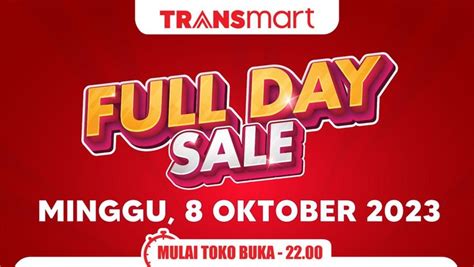 TRANSmart
FULL DAY
SALE
MINGGU, 8 OKTOBER 2023
MULAI TOKO BUKA - 22.00